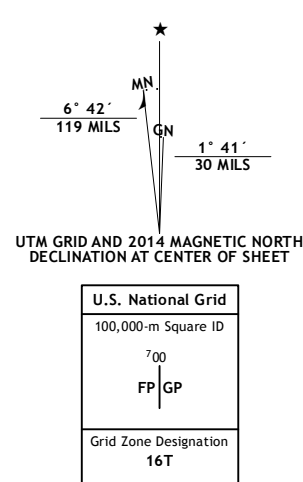 ★
MN
6° 42´
119 MILS
GN
1° 41´
30 MILS
UTM GRID AND 2014 MAGNETIC NORTH
DECLINATION AT CENTER OF SHEET
U.S. National Grid
100,000-m Square ID
⁷00
FP GP
Grid Zone Designation
16T